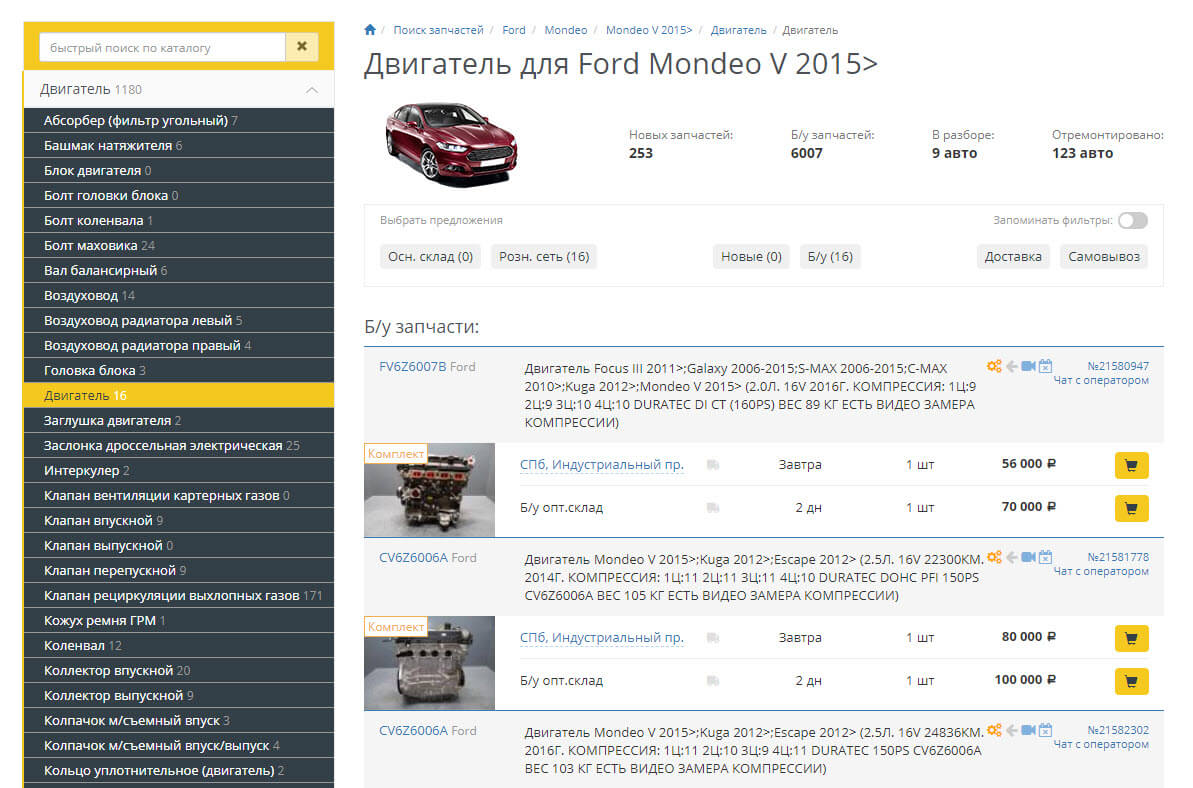 быстрый поиск по каталогу
Двигатель 1180
Абсорбер (фильтр угольный) 7
Башмак натяжителя 6
Блок двигателя 0
Болт головки блока 0
Болт коленвала 1
Болт маховика 24
Вал балансирный 6
Воздуховод 14
Воздуховод радиатора левый 5
Воздуховод радиатора правый 4
Головка блока 3
Двигатель 16
Заглушка двигателя 2
Заслонка дроссельная электрическая 25
Интеркулер 2
Клапан вентиляции картерных газов 0
Клапан впускной 9
Клапан выпускной 0
Клапан перепускной 9
Клапан рециркуляции выхлопных газов 171
Кожух ремня ГРМ 1
Коленвал 12
Коллектор впускной 20
Коллектор выпускной 9
Колпачок м/съемный впуск 3
Колпачок м/съемный впуск/выпуск 4
Кольцо уплотнительное (двигатель) 2
/ Поиск запчастей / Ford / Mondeo / Mondeo V 2015> / Двигатель / Двигатель
Двигатель для Ford Mondeo V 2015>
Новых запчастей: Б/у запчастей: В разборе: Отремонтировано:
253 6007 9 авто 123 авто
Выбрать предложения Запоминать фильтры:
Осн. склад (0) Розн. сеть (16) Новые (0) Б/у (16) Доставка Самовывоз
Б/у запчасти:
FV6Z6007B Ford
Двигатель Focus III 2011>;Galaxy 2006-2015;S-MAX 2006-2015;C-MAX
2010>;Kuga 2012>;Mondeo V 2015> (2.0Л. 16V 2016Г. КОМПРЕССИЯ: 1Ц:9
2Ц:9 3Ц:10 4Ц:10 DURATEC DI CT (160PS) ВЕС 89 КГ ЕСТЬ ВИДЕО ЗАМЕРА
КОМПРЕССИИ)
№21580947
Чат с оператором
Комплект
СПб, Индустриальный пр. Завтра 1 шт 56 000 ₽
Б/у опт.склад 2 дн 1 шт 70 000 ₽
CV6Z6006A Ford
Двигатель Mondeo V 2015>;Kuga 2012>;Escape 2012> (2.5Л. 16V 22300КМ.
2014Г. КОМПРЕССИЯ: 1Ц:11 2Ц:11 3Ц:11 4Ц:10 DURATEC DOHC PFI 150PS
CV6Z6006A ВЕС 105 КГ ЕСТЬ ВИДЕО ЗАМЕРА КОМПРЕССИИ)
№21581778
Чат с оператором
Комплект
СПб, Индустриальный пр. Завтра 1 шт 80 000 ₽
Б/у опт.склад 2 дн 1 шт 100 000 ₽
CV6Z6006A Ford
Двигатель Mondeo V 2015>;Kuga 2012>;Escape 2012> (2.5Л. 16V 24836КМ.
2016Г. КОМПРЕССИЯ: 1Ц:11 2Ц:10 3Ц:9 4Ц:11 DURATEC 150PS CV6Z6006A
ВЕС 103 КГ ЕСТЬ ВИДЕО ЗАМЕРА КОМПРЕССИИ)
№21582302
Чат с оператором